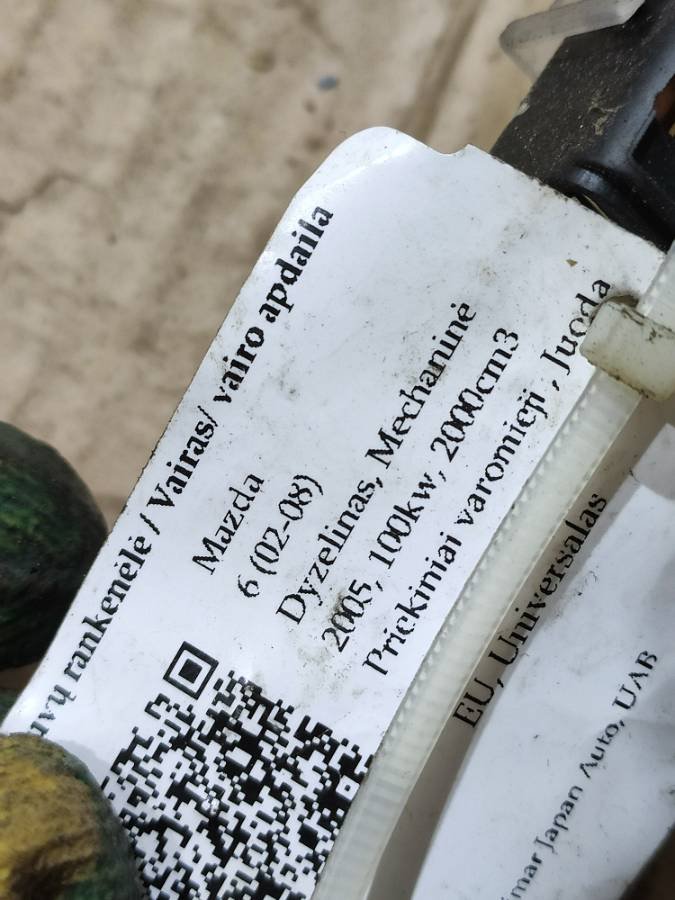 rankenėlė / Vairas/ vairo apdaila
Mazda
6 (02-08)
Dyzelinas, Mechaninė
2005, 100kw, 2000cm3
Prickiniai varomieji , Juoda
EU, Universalas
Japan Auto, UAB